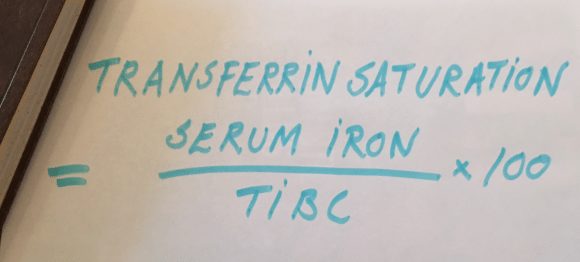 TRANSFERRiN SATURATiON
SERUM iRON
= × 100
TiBC